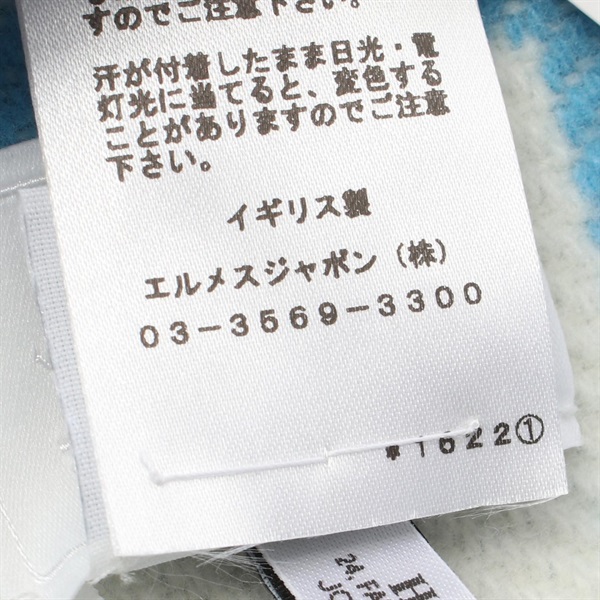 すのでご注意下さい。
汗が付着したまま日光・電
灯光に当てると、変色する
ことがありますのでご注意
下さい。
イギリス製
エルメスジャポン（株）
０３－３５６９－３３００
1622①
24, FA